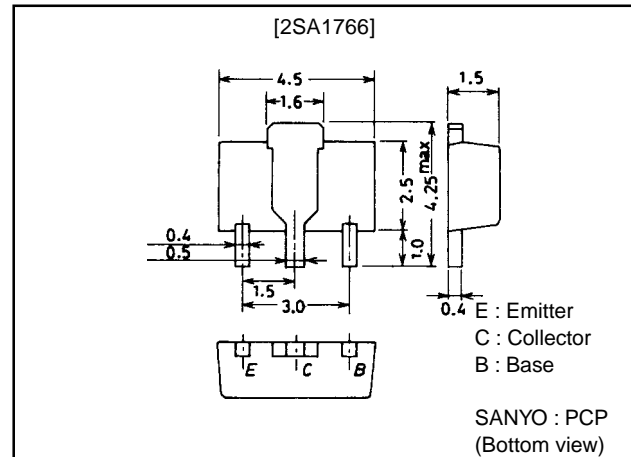 [2SA1766]
4.5
1.6
1.5
2.5
4.25max
1.0
0.4
0.5
1.5
3.0
0.4
E : Emitter
C : Collector
B : Base
E C B
SANYO : PCP
(Bottom view)